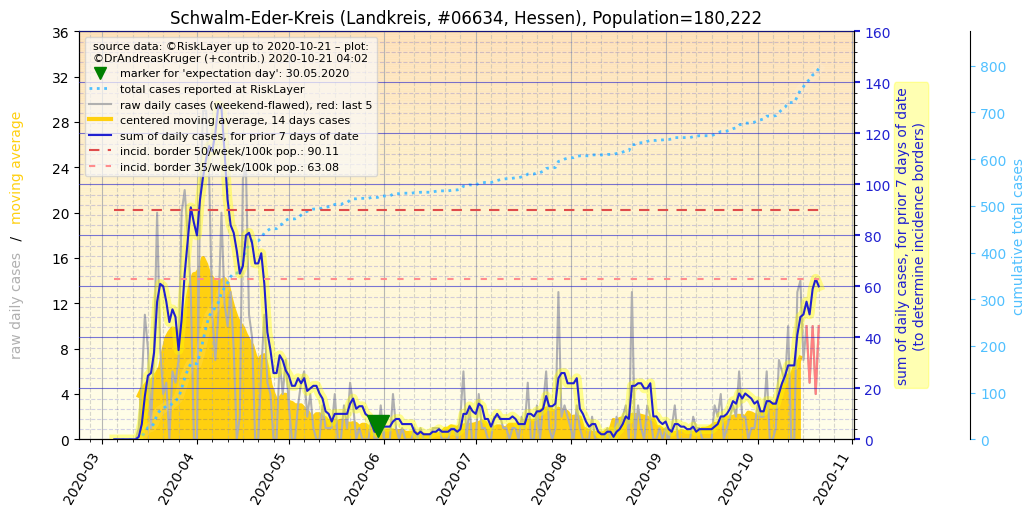 Schwalm-Eder-Kreis (Landkreis, #06634, Hessen), Population=180,222
source data: ©RiskLayer up to 2020-10-21 – plot:
©DrAndreasKruger (+contrib.) 2020-10-21 04:02
marker for 'expectation day': 30.05.2020
total cases reported at RiskLayer
raw daily cases (weekend-flawed), red: last 5
centered moving average, 14 days cases
sum of daily cases, for prior 7 days of date
incid. border 50/week/100k pop.: 90.11
incid. border 35/week/100k pop.: 63.08
raw daily cases / moving average
36
32
28
24
20
16
12
8
4
0
2020-03
2020-04
2020-05
2020-06
2020-07
2020-08
2020-09
2020-10
2020-11
160
140
120
100
80
60
40
20
0
sum of daily cases, for prior 7 days of date
(to determine incidence borders)
800
700
600
500
400
300
200
100
0
cumulative total cases